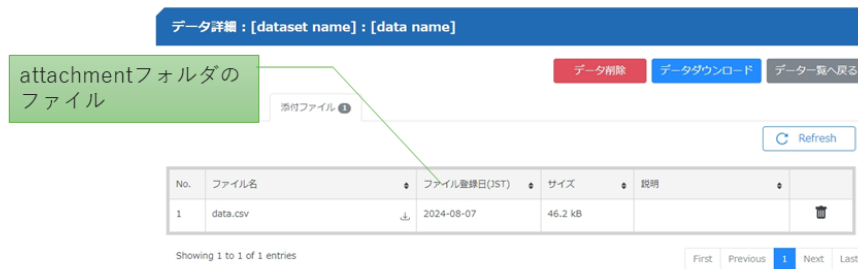 データ詳細：[dataset name]：[data name]
attachmentフォルダの
ファイル
データ削除 データダウンロード データ一覧へ戻る
添付ファイル 1
Refresh
No. ファイル名 ファイル登録日(JST) サイズ 説明
1 data.csv 2024-08-07 46.2 kB
Showing 1 to 1 of 1 entries
First Previous 1 Next Last